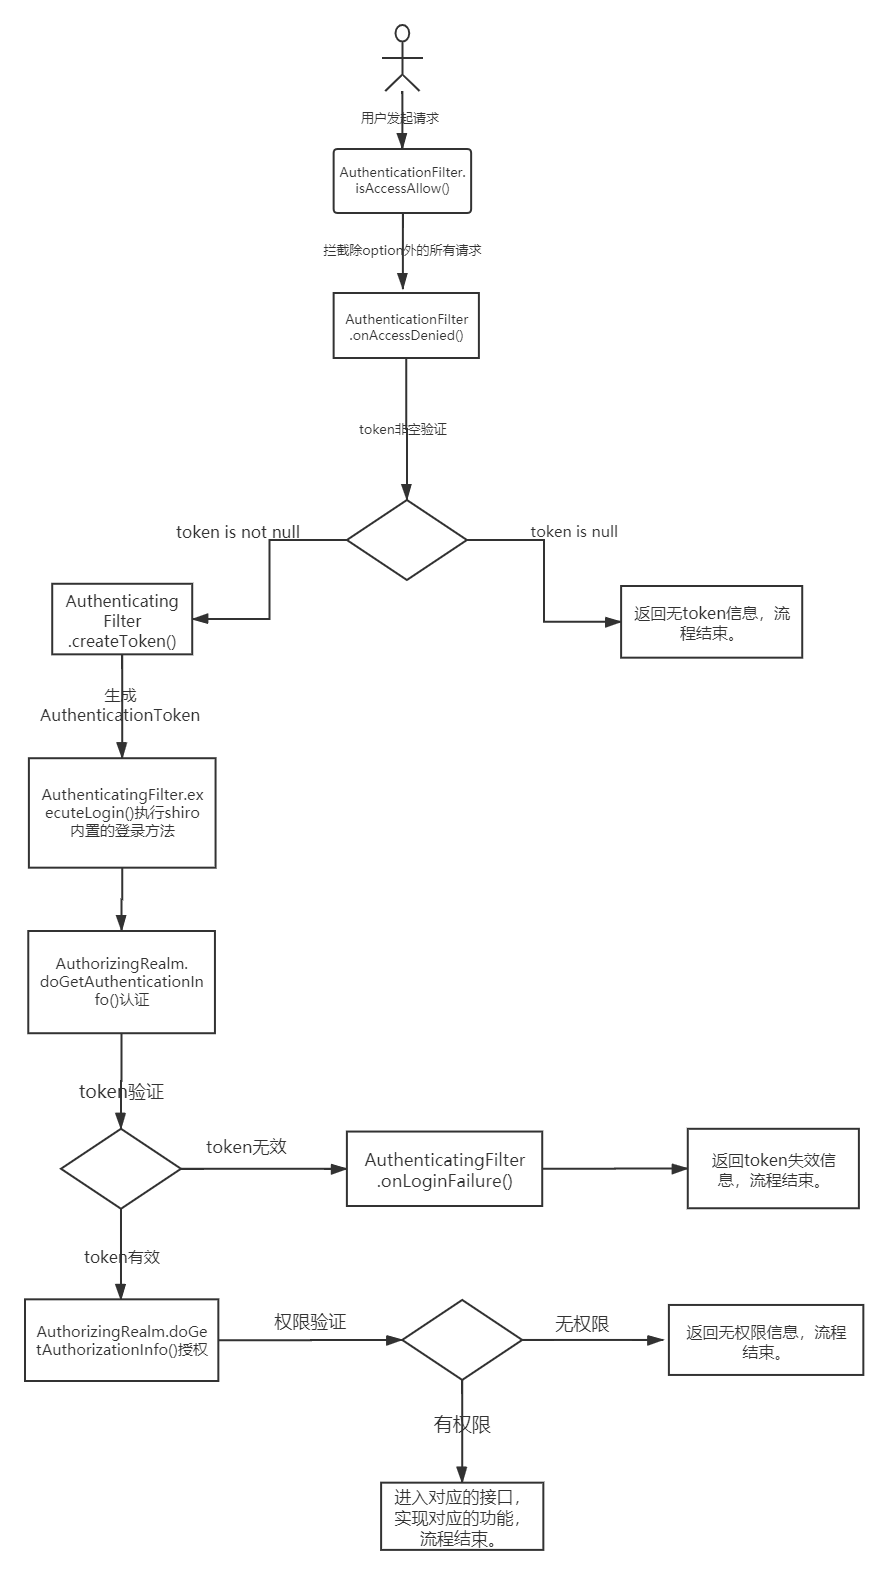 用户发起请求
AuthenticationFilter.
isAccessAllow()
拦截除option外的所有请求
AuthenticationFilter
.onAccessDenied()
token非空验证
token is not null
token is null
Authenticating
Filter
.createToken()
返回无token信息，流
程结束。
生成
AuthenticationToken
AuthenticatingFilter.ex
ecuteLogin()执行shiro
内置的登录方法
AuthorizingRealm.
doGetAuthenticationIn
fo()认证
token验证
token无效
AuthenticatingFilter
.onLoginFailure()
返回token失效信
息，流程结束。
token有效
AuthorizingRealm.doGe
tAuthorizationInfo()授权
权限验证
无权限
返回无权限信息，流程
结束。
有权限
进入对应的接口，
实现对应的功能，
流程结束。